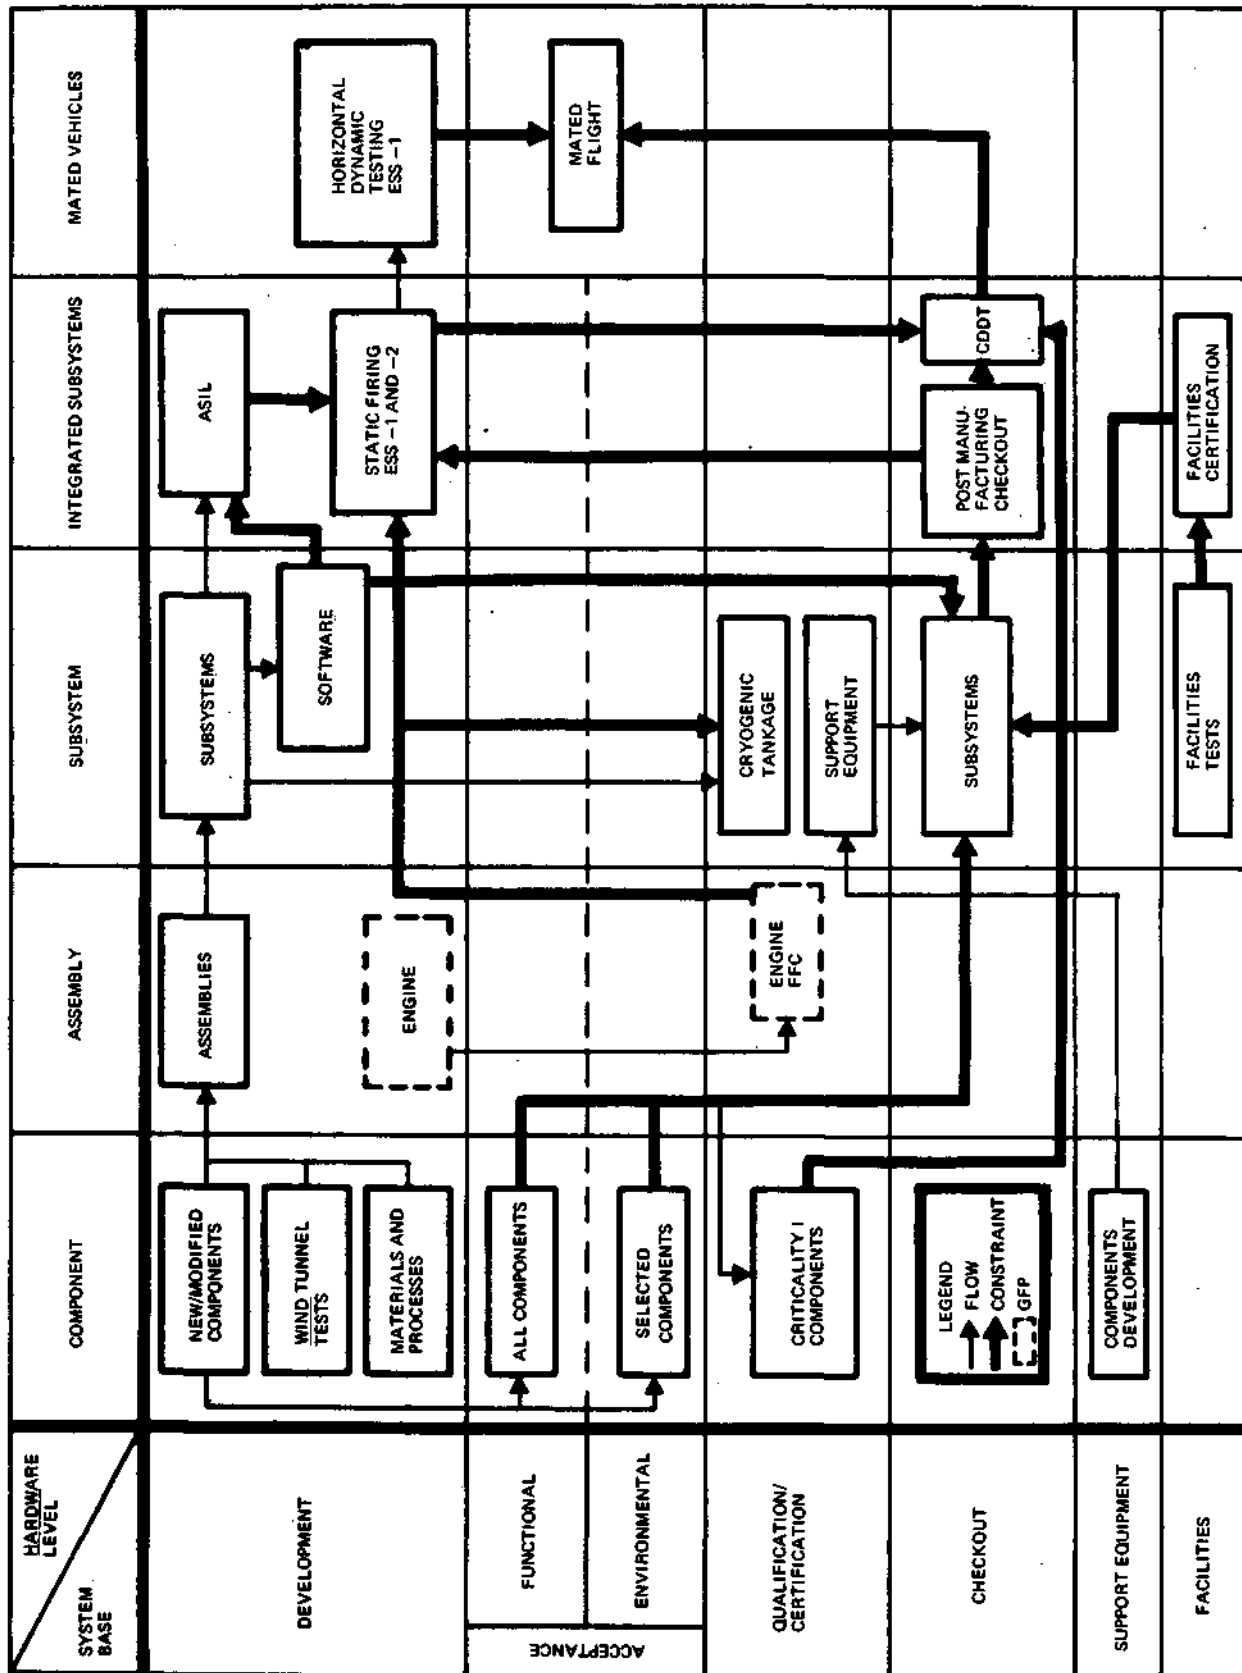 HARDWARE
LEVEL
SYSTEM
BASE
COMPONENT
ASSEMBLY
SUBSYSTEM
INTEGRATED SUBSYSTEMS
MATED VEHICLES
DEVELOPMENT
NEW/MODIFIED
COMPONENTS
WIND TUNNEL
TESTS
MATERIALS AND
PROCESSES
ASSEMBLIES
ENGINE
SUBSYSTEMS
SOFTWARE
ASIL
STATIC FIRING
ESS -1 AND -2
HORIZONTAL
DYNAMIC
TESTING
ESS -1
ACCEPTANCE
FUNCTIONAL
ALL COMPONENTS
MATED
FLIGHT
ENVIRONMENTAL
SELECTED
COMPONENTS
QUALIFICATION/
CERTIFICATION
CRITICALITY I
COMPONENTS
ENGINE
FFC
CRYOGENIC
TANKAGE
SUPPORT
EQUIPMENT
CHECKOUT
LEGEND
FLOW
CONSTRAINT
GFP
SUBSYSTEMS
POST MANU-
FACTURING
CHECKOUT
CDDT
SUPPORT EQUIPMENT
COMPONENTS
DEVELOPMENT
FACILITIES
FACILITIES
TESTS
FACILITIES
CERTIFICATION